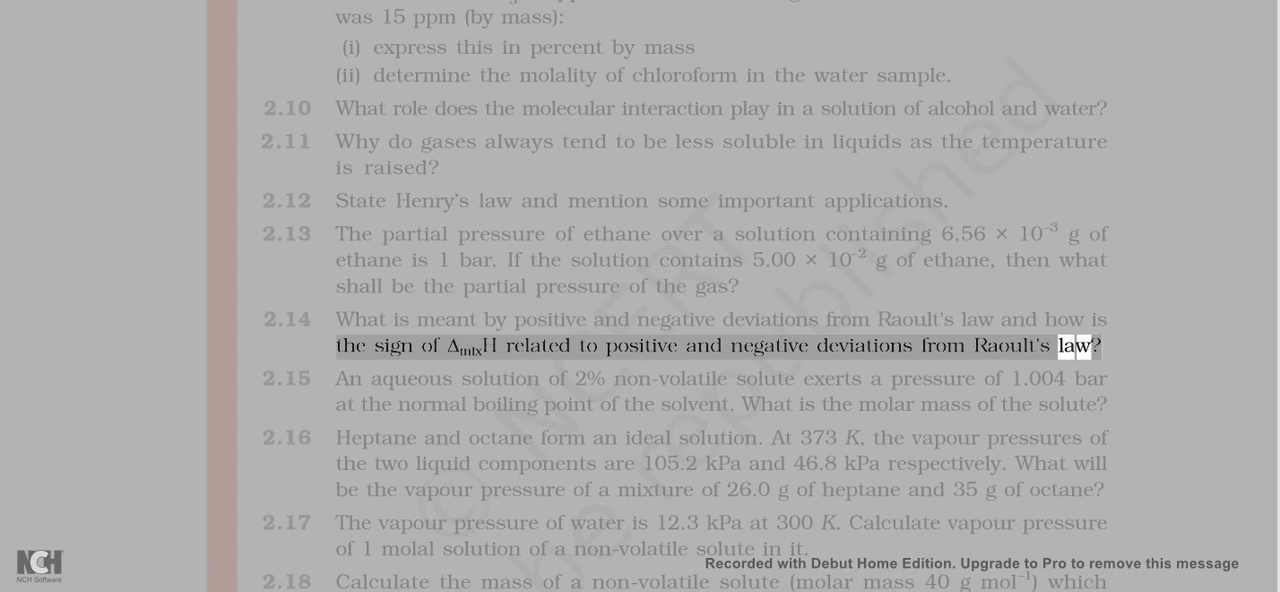 was 15 ppm (by mass):
(i) express this in percent by mass
(ii) determine the molality of chloroform in the water sample.
2.10 What role does the molecular interaction play in a solution of alcohol and water?
2.11 Why do gases always tend to be less soluble in liquids as the temperature
is raised?
2.12 State Henry's law and mention some important applications.
2.13 The partial pressure of ethane over a solution containing 6.56 × 10⁻³ g of
ethane is 1 bar. If the solution contains 5.00 × 10⁻² g of ethane, then what
shall be the partial pressure of the gas?
2.14 What is meant by positive and negative deviations from Raoult's law and how is
the sign of ΔmixH related to positive and negative deviations from Raoult's law?
2.15 An aqueous solution of 2% non-volatile solute exerts a pressure of 1.004 bar
at the normal boiling point of the solvent. What is the molar mass of the solute?
2.16 Heptane and octane form an ideal solution. At 373 K, the vapour pressures of
the two liquid components are 105.2 kPa and 46.8 kPa respectively. What will
be the vapour pressure of a mixture of 26.0 g of heptane and 35 g of octane?
2.17 The vapour pressure of water is 12.3 kPa at 300 K. Calculate vapour pressure
of 1 molal solution of a non-volatile solute in it.
2.18 Calculate the mass of a non-volatile solute (molar mass 40 g mol⁻¹) which
© NCERT
be republished
NCH
NCH Software
Recorded with Debut Home Edition. Upgrade to Pro to remove this message